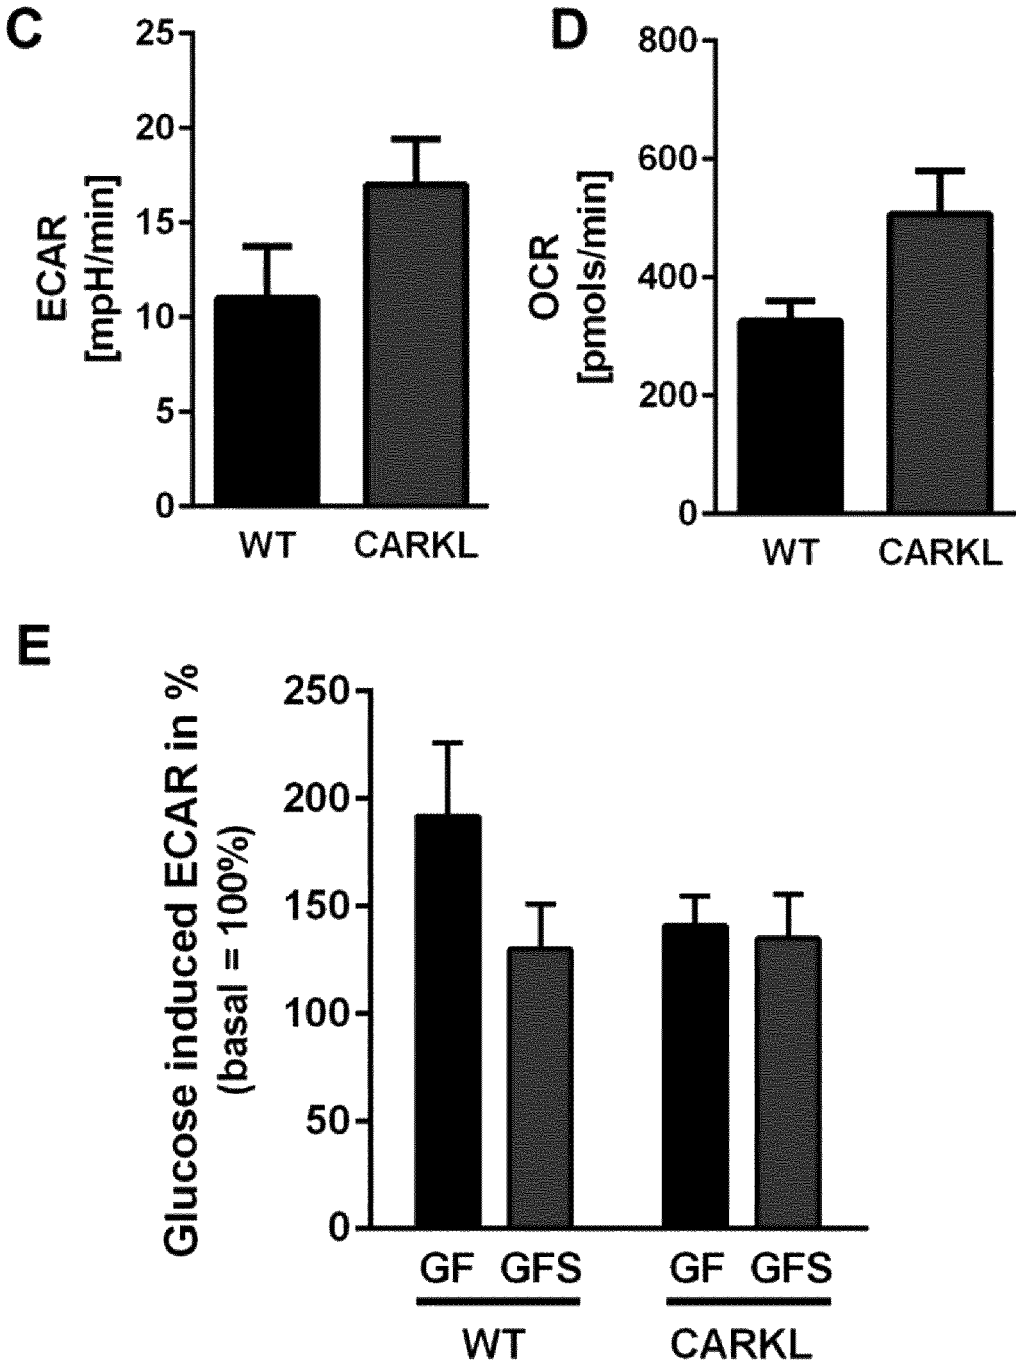 C
25
20
15
10
5
0
ECAR
[mpH/min]
WT CARKL
D
800
600
400
200
0
OCR
[pmols/min]
WT CARKL
E
250
200
150
100
50
0
Glucose induced ECAR in %
(basal = 100%)
GF GFS GF GFS
WT CARKL